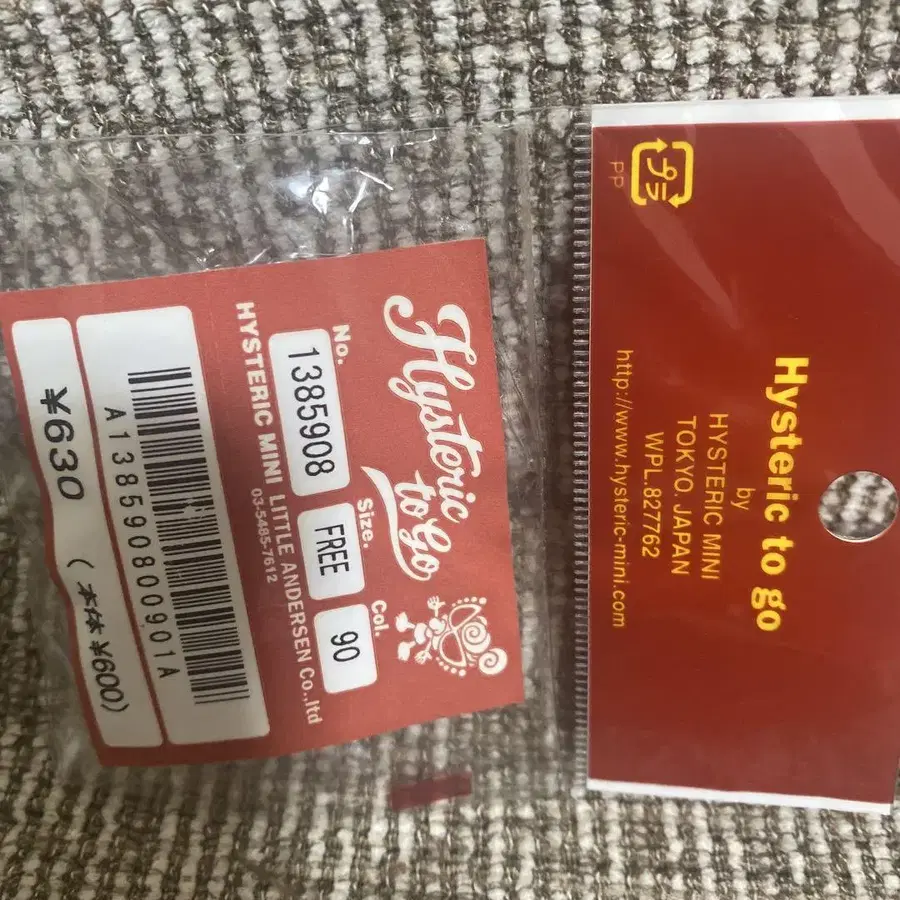 プラ
PP
Hysteric to go
by
HYSTERIC MINI
TOKYO. JAPAN
WPL.82762
http://www.hysteric-mini.com
Hysteric
to Go
No. Size. Col.
1385908 FREE 90
HYSTERIC MINI LITTLE ANDERSEN Co.,ltd
03-5485-7612
A138590800901A
¥630 (本体¥600)